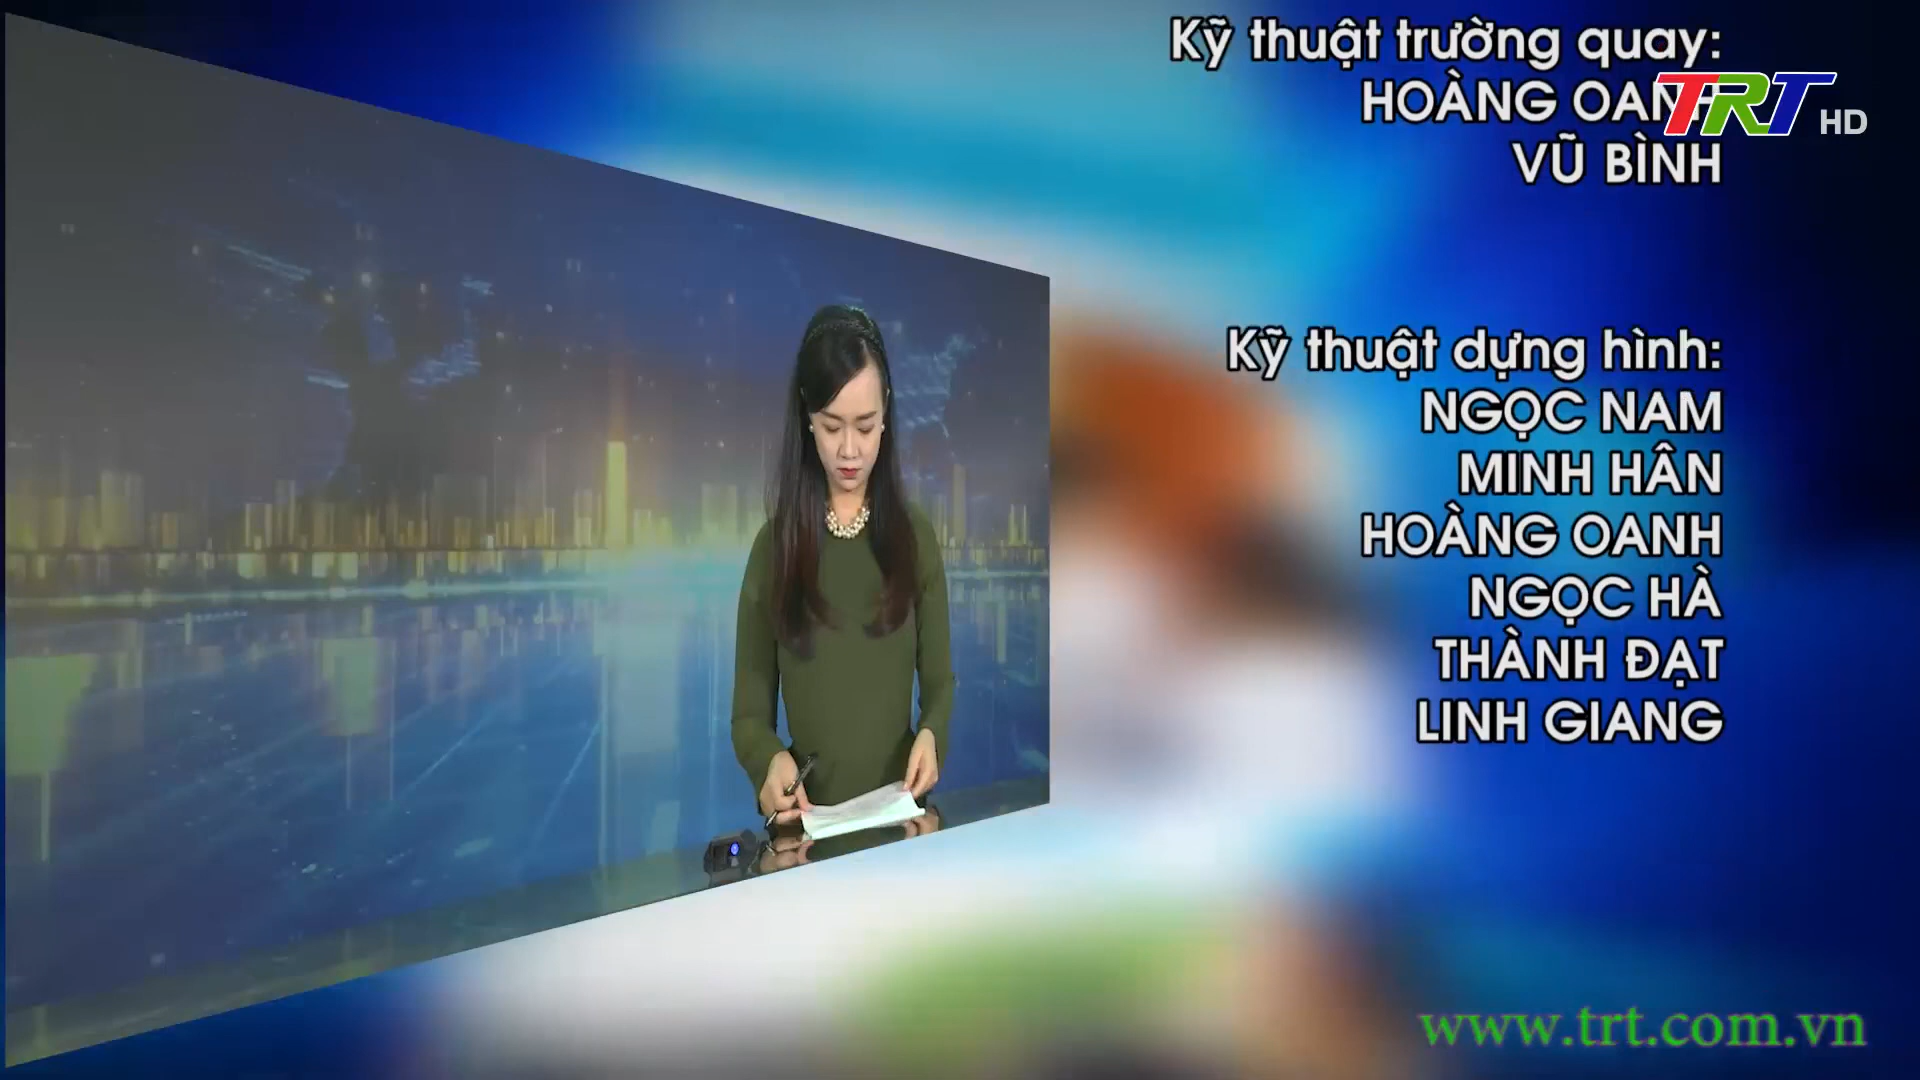 Kỹ thuật trường quay:
HOÀNG OANH
TRT HD
VŨ BÌNH
Kỹ thuật dựng hình:
NGỌC NAM
MINH HÂN
HOÀNG OANH
NGỌC HÀ
THÀNH ĐẠT
LINH GIANG
www.trt.com.vn